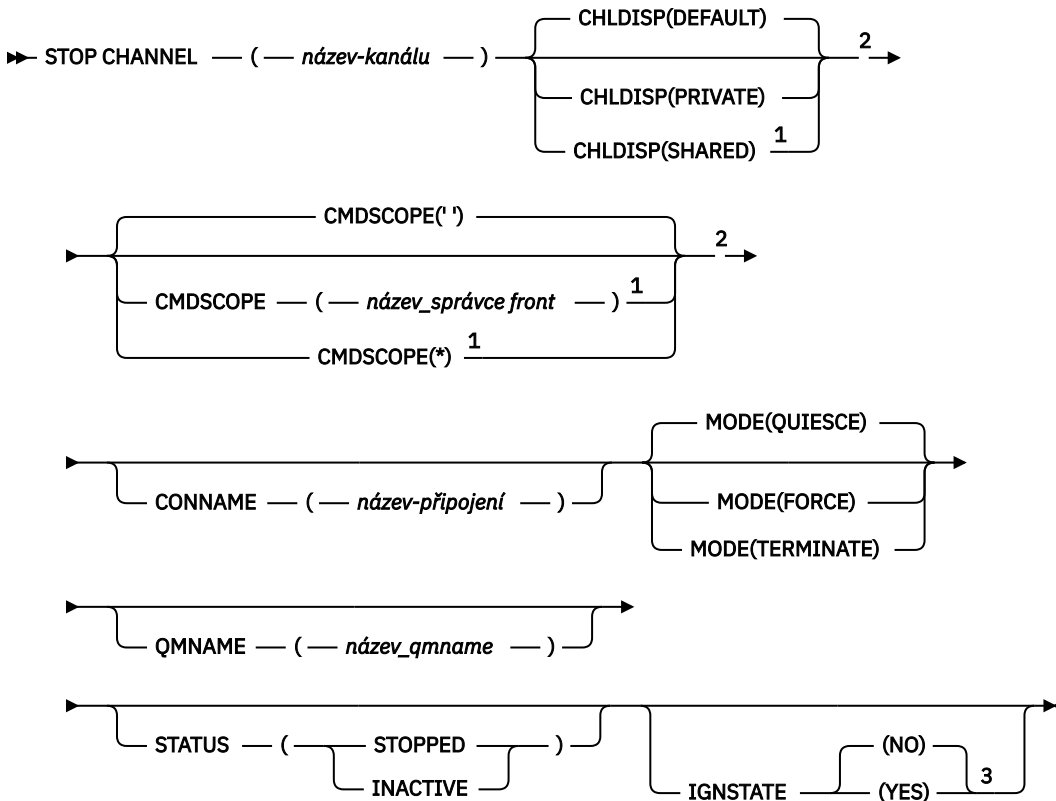 CHLDISP(DEFAULT)
STOP CHANNEL ( název-kanálu ) 2
CHLDISP(PRIVATE)
CHLDISP(SHARED) 1
CMDSCOPE(' ')
2
CMDSCOPE ( název_správce front ) 1
CMDSCOPE(*) 1
MODE(QUIESCE)
CONNAME ( název-připojení ) MODE(FORCE)
MODE(TERMINATE)
QMNAME ( název_qmname )
STATUS ( STOPPED ) (NO)
INACTIVE IGNSTATE (YES) 3